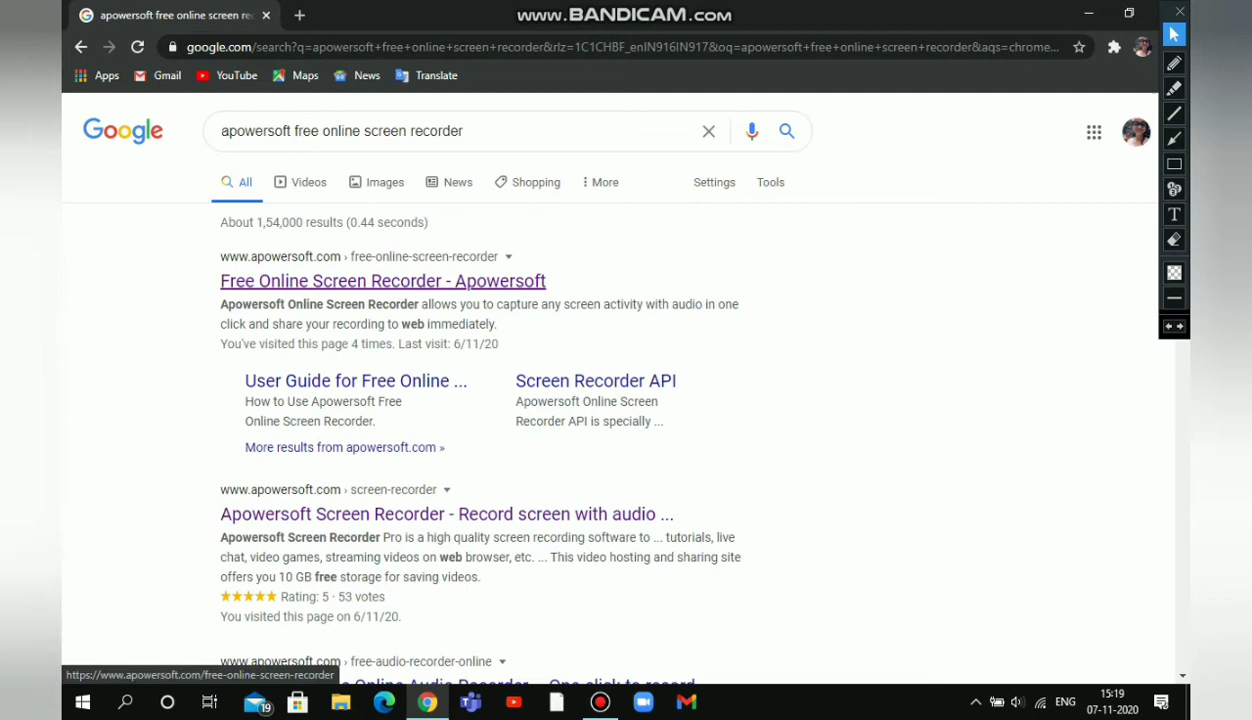 apowersoft free online screen rec
www.BANDICAM.com
google.com/search?q=apowersoft+free+online+screen+recorder&rlz=1C1CHBF_enIN916IN917&oq=apowersoft+free+online+screen+recorder&aqs=chrome...
Apps Gmail YouTube Maps News Translate
Google
apowersoft free online screen recorder
All Videos Images News Shopping More Settings Tools
About 1,54,000 results (0.44 seconds)
www.apowersoft.com › free-online-screen-recorder
Free Online Screen Recorder - Apowersoft
Apowersoft Online Screen Recorder allows you to capture any screen activity with audio in one
click and share your recording to web immediately.
You've visited this page 4 times. Last visit: 6/11/20
User Guide for Free Online ...
How to Use Apowersoft Free
Online Screen Recorder.
Screen Recorder API
Apowersoft Online Screen
Recorder API is specially ...
More results from apowersoft.com »
www.apowersoft.com › screen-recorder
Apowersoft Screen Recorder - Record screen with audio ...
Apowersoft Screen Recorder Pro is a high quality screen recording software to ... tutorials, live
chat, video games, streaming videos on web browser, etc. ... This video hosting and sharing site
offers you 10 GB free storage for saving videos.
Rating: 5 · 53 votes
You visited this page on 6/11/20.
www.apowersoft.com › free-audio-recorder-online
Online Audio Recorder - One click to record
https://www.apowersoft.com/free-online-screen-recorder
19
ENG
15:19
07-11-2020
T